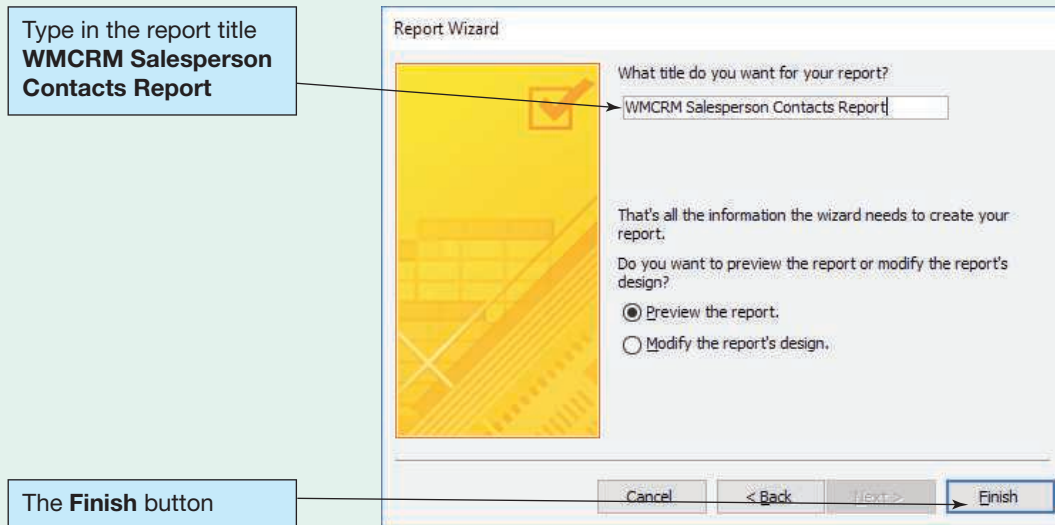 Type in the report title
WMCRM Salesperson
Contacts Report
Report Wizard
What title do you want for your report?
WMCRM Salesperson Contacts Report
That's all the information the wizard needs to create your
report.
Do you want to preview the report or modify the report's
design?
Preview the report.
Modify the report's design.
The Finish button
Cancel
< Back
Next >
Finish